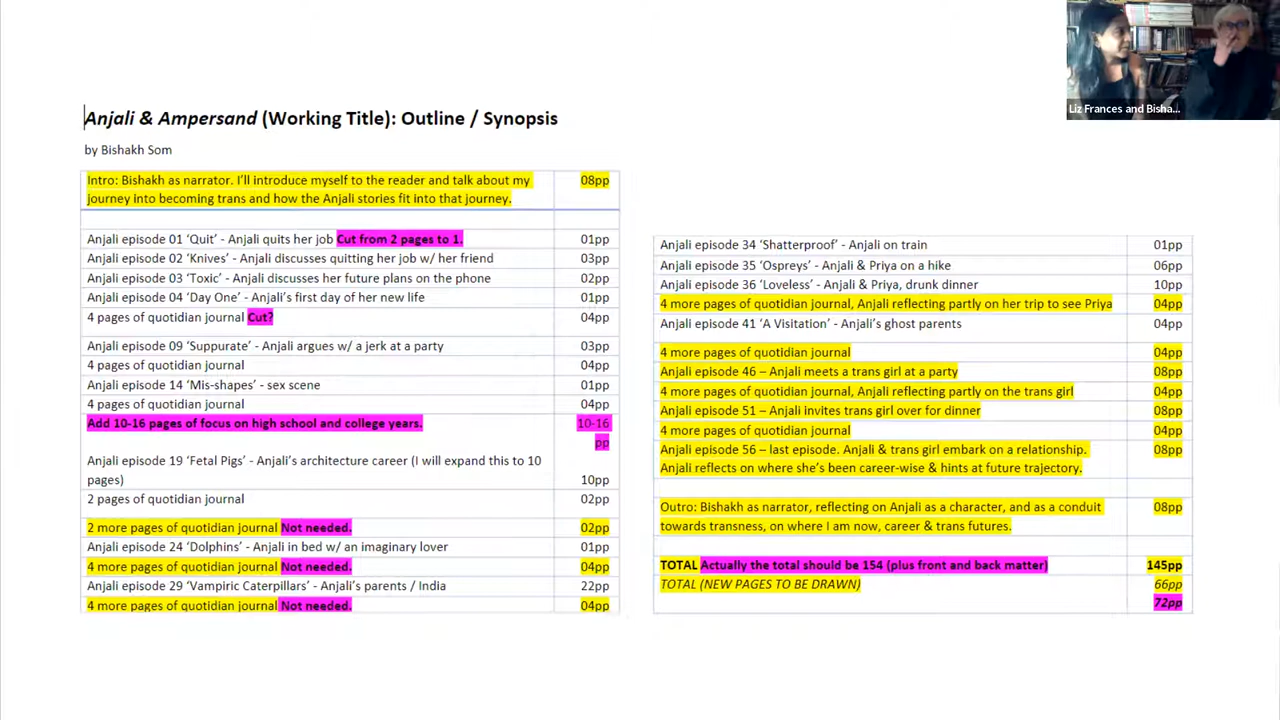 Anjali & Ampersand (Working Title): Outline / Synopsis
by Bishakh Som
Intro: Bishakh as narrator. I'll introduce myself to the reader and talk about my 08pp
journey into becoming trans and how the Anjali stories fit into that journey.
Anjali episode 01 ‘Quit’ - Anjali quits her job Cut from 2 pages to 1. 01pp
Anjali episode 02 ‘Knives’ - Anjali discusses quitting her job w/ her friend 03pp
Anjali episode 03 ‘Toxic’ - Anjali discusses her future plans on the phone 02pp
Anjali episode 04 ‘Day One’ - Anjali’s first day of her new life 01pp
4 pages of quotidian journal Cut? 04pp
Anjali episode 09 ‘Suppurate’ - Anjali argues w/ a jerk at a party 03pp
4 pages of quotidian journal 04pp
Anjali episode 14 ‘Mis-shapes’ - sex scene 01pp
4 pages of quotidian journal 04pp
Add 10-16 pages of focus on high school and college years. 10-16
pp
Anjali episode 19 ‘Fetal Pigs’ - Anjali’s architecture career (I will expand this to 10
pages) 10pp
2 pages of quotidian journal 02pp
2 more pages of quotidian journal Not needed. 02pp
Anjali episode 24 ‘Dolphins’ - Anjali in bed w/ an imaginary lover 01pp
4 more pages of quotidian journal Not needed. 04pp
Anjali episode 29 ‘Vampiric Caterpillars’ - Anjali’s parents / India 22pp
4 more pages of quotidian journal Not needed. 04pp
Anjali episode 34 ‘Shatterproof’ - Anjali on train 01pp
Anjali episode 35 ‘Ospreys’ - Anjali & Priya on a hike 06pp
Anjali episode 36 ‘Loveless’ - Anjali & Priya, drunk dinner 10pp
4 more pages of quotidian journal, Anjali reflecting partly on her trip to see Priya 04pp
Anjali episode 41 ‘A Visitation’ - Anjali’s ghost parents 04pp
4 more pages of quotidian journal 04pp
Anjali episode 46 – Anjali meets a trans girl at a party 08pp
4 more pages of quotidian journal, Anjali reflecting partly on the trans girl 04pp
Anjali episode 51 – Anjali invites trans girl over for dinner 08pp
4 more pages of quotidian journal 04pp
Anjali episode 56 – last episode. Anjali & trans girl embark on a relationship. 08pp
Anjali reflects on where she’s been career-wise & hints at future trajectory.
Outro: Bishakh as narrator, reflecting on Anjali as a character, and as a conduit 08pp
towards transness, on where I am now, career & trans futures.
TOTAL Actually the total should be 154 (plus front and back matter) 145pp
TOTAL (NEW PAGES TO BE DRAWN) 66pp
72pp
Liz Frances and Bisha...